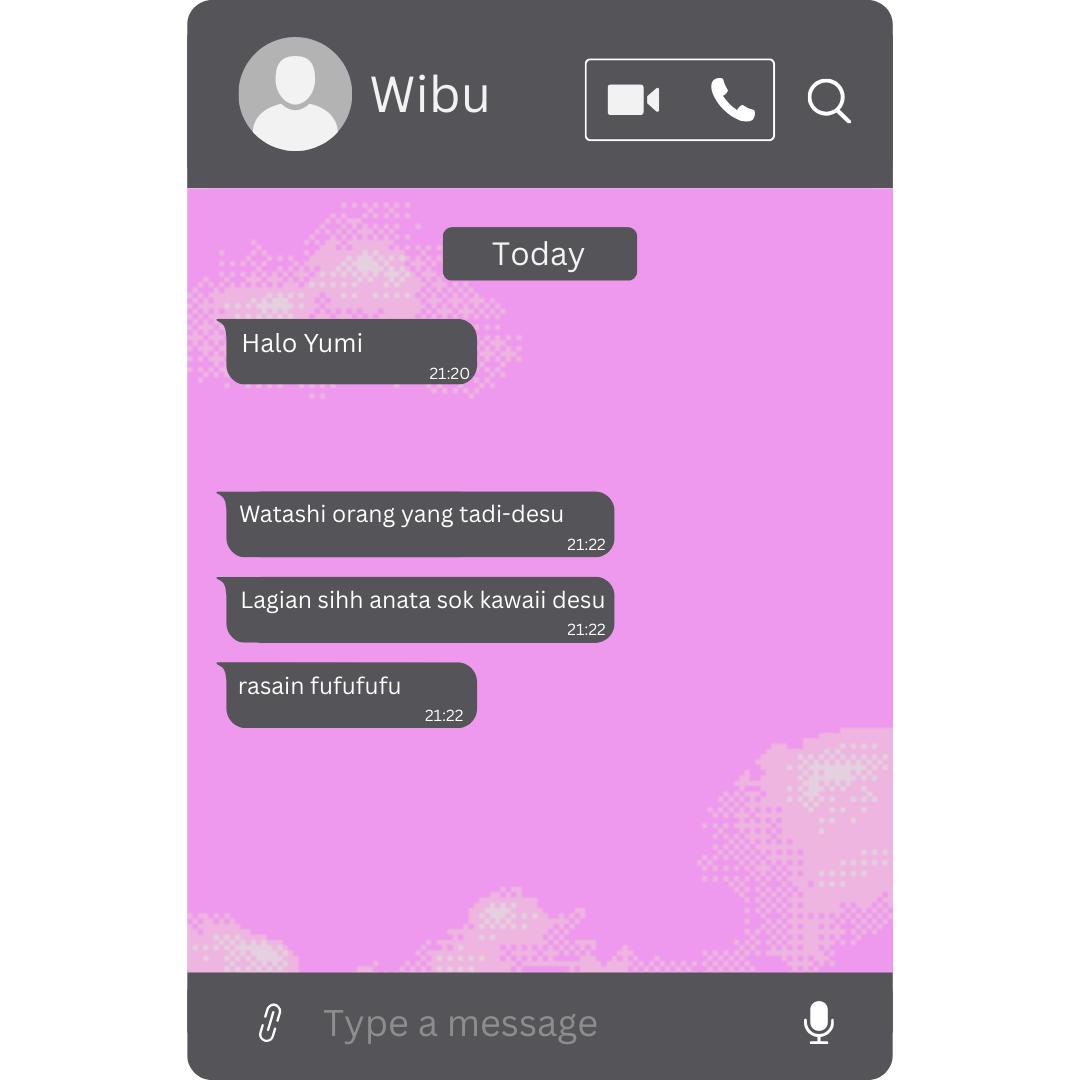 Wibu
Today
Halo Yumi
21:20
Watashi orang yang tadi-desu
21:22
Lagian sihh anata sok kawaii desu
21:22
rasain fufufufu
21:22
Type a message